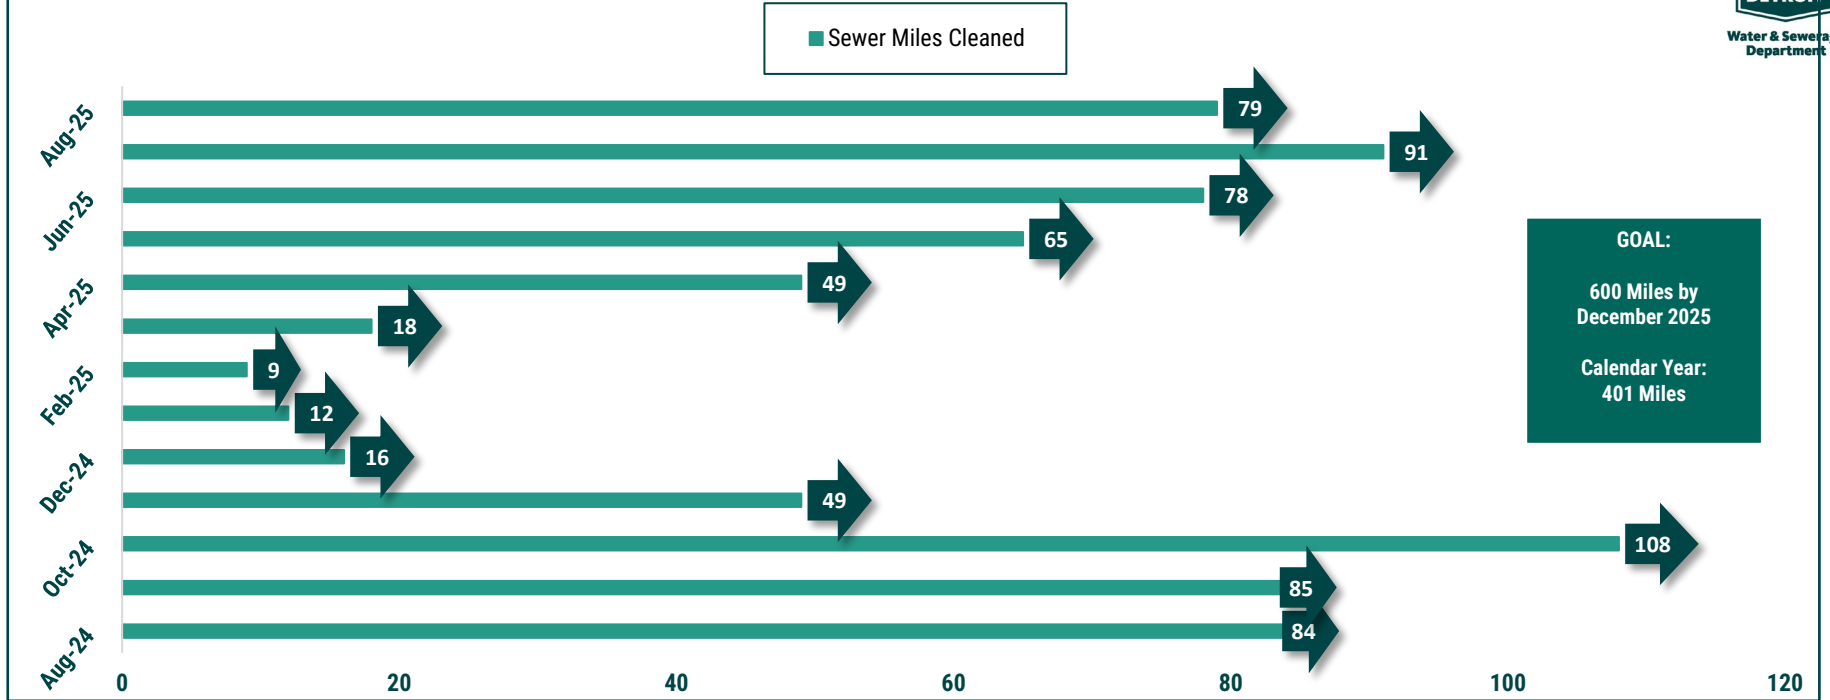 Sewer Miles Cleaned
Water & Sewerag
Department
Aug-25
79
91
Jun-25
78
65
Apr-25
49
18
Feb-25
9
12
Dec-24
16
49
Oct-24
108
85
Aug-24
84
0 20 40 60 80 100 120
GOAL:
600 Miles by
December 2025
Calendar Year:
401 Miles